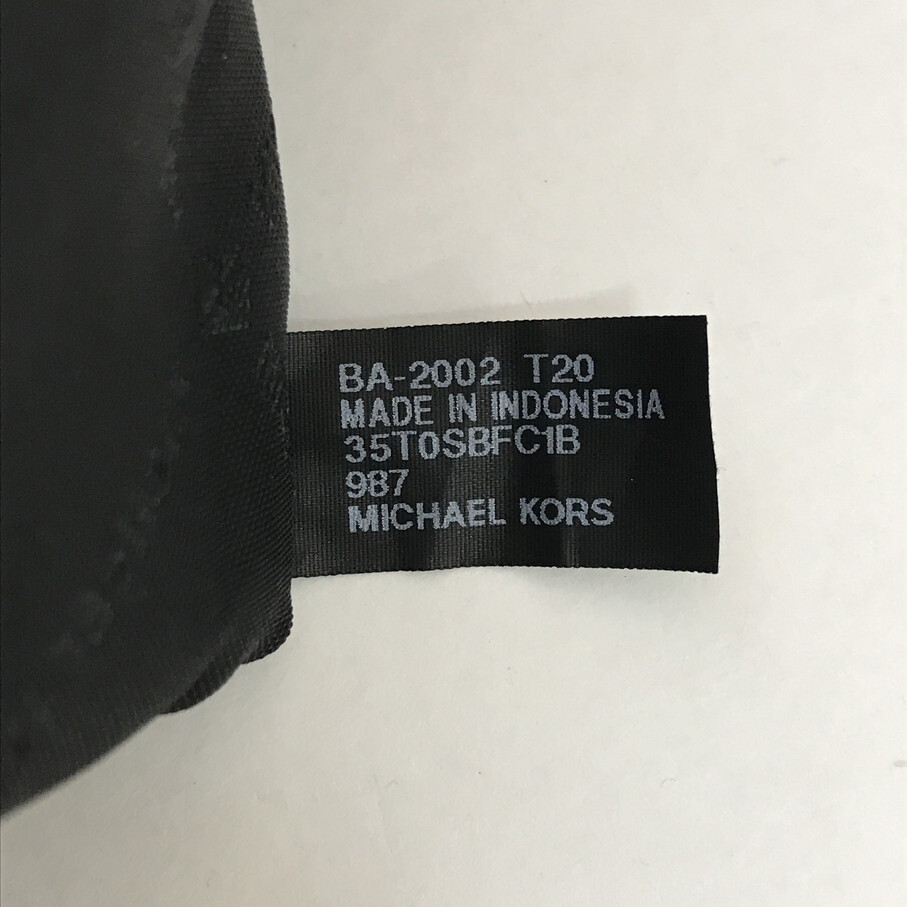 BA-2002 T20
MADE IN INDONESIA
35T0SBFC1B
987
MICHAEL KORS